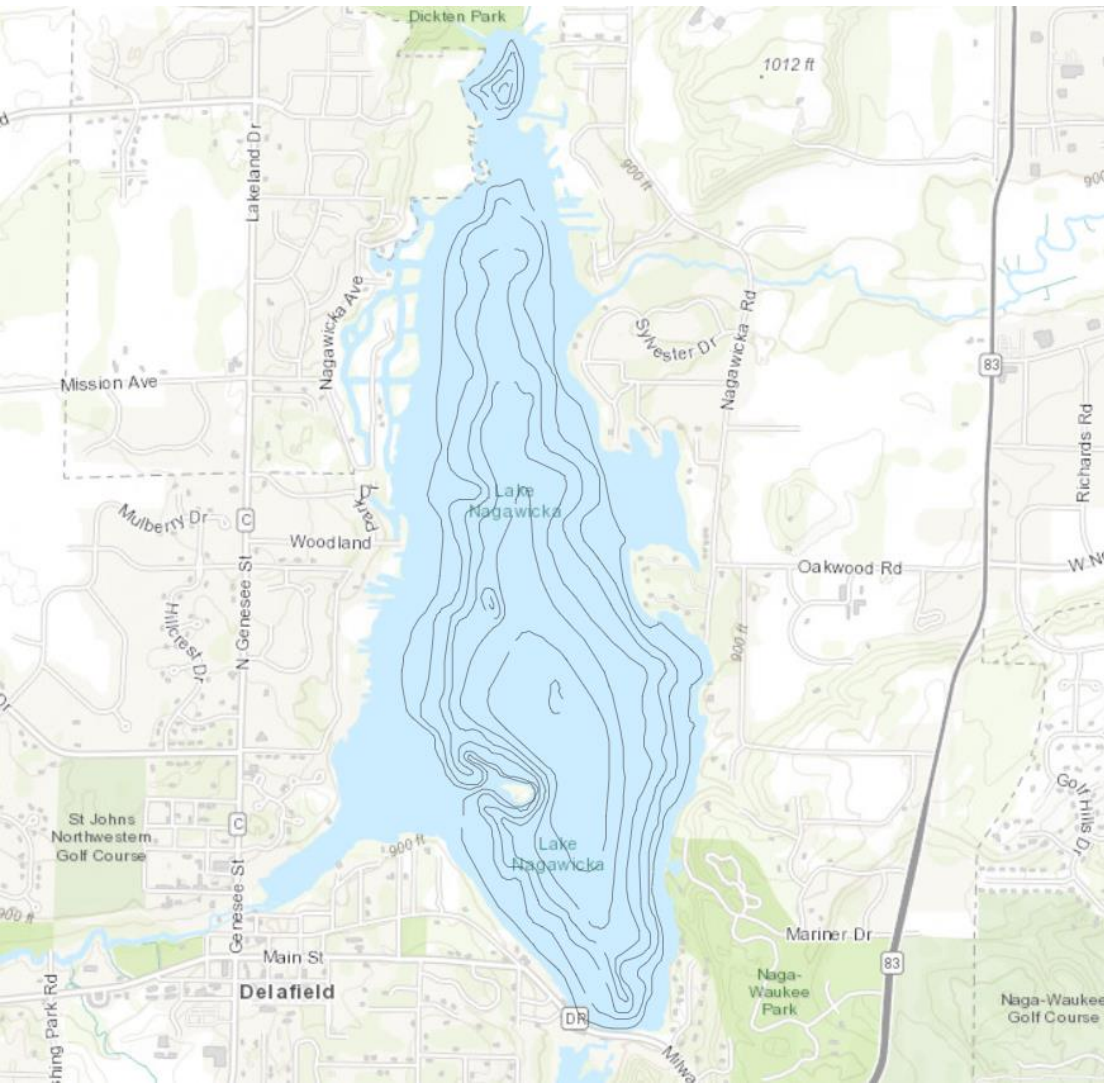 Dickten Park
1012 ft
Lakeland Dr
900 ft
900
Nagawicka Ave
Nagawicka Rd
Sylvester Dr
83
Mission Ave
Richards Rd
Lake
Nagawicka
Park
Mulberry Dr
C
Woodland
N Genesee St
Oakwood Rd
Hillcrest Dr
900 ft
Dr
St Johns
Northwestern
Golf Course
C
Golf Hills Dr
Lake
Nagawicka
900 ft
Genesee St
900 ft
Main St
Mariner Dr
83
Delafield
Naga-
Waukee
Park
Naga-Waukee
Golf Course
DR